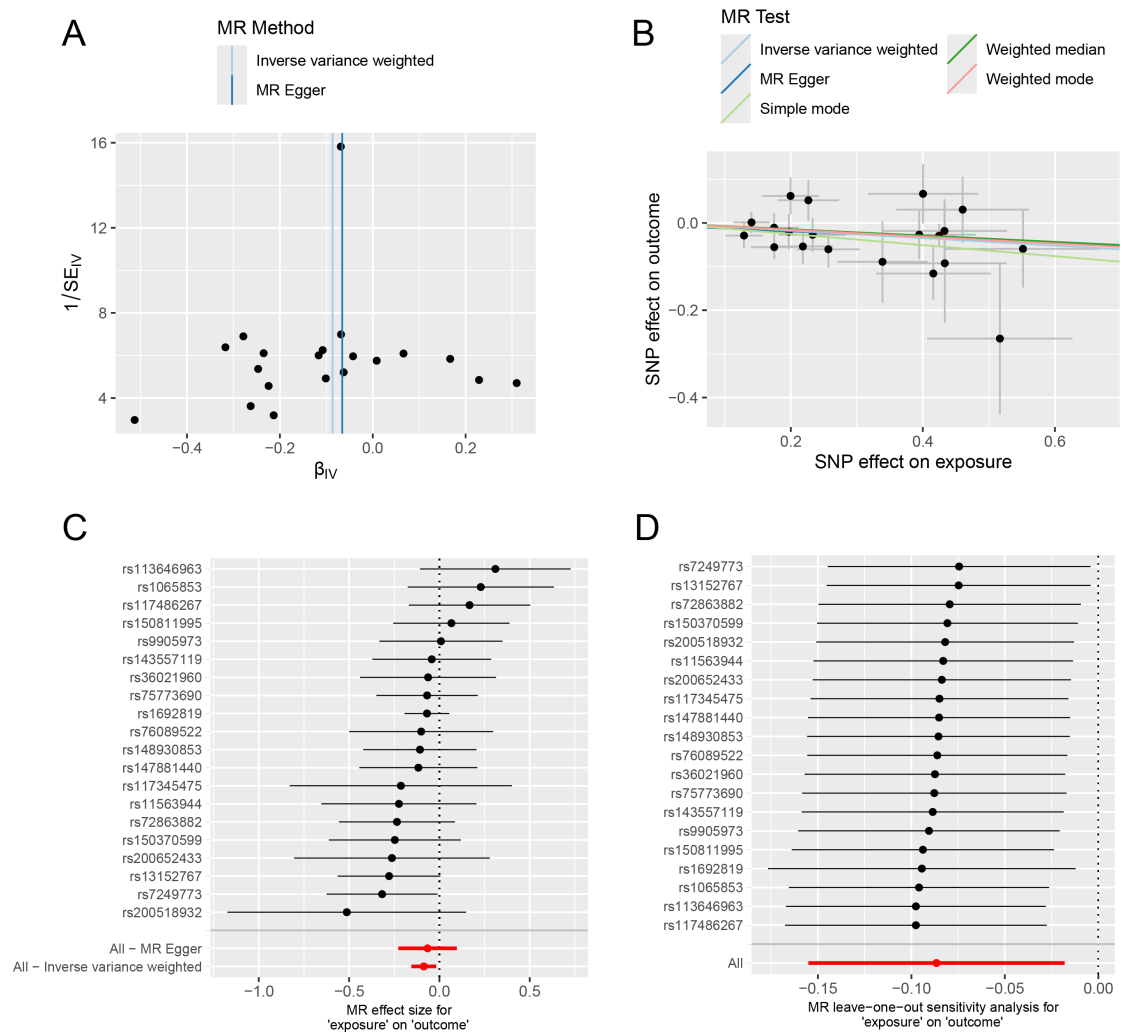 A
MR Method
Inverse variance weighted
MR Egger
16
12
8
4
1/SE_IV
−0.4
−0.2
0.0
0.2
β_IV
B
MR Test
Inverse variance weighted
MR Egger
Simple mode
Weighted median
Weighted mode
0.0
−0.2
−0.4
SNP effect on outcome
0.2
0.4
0.6
SNP effect on exposure
C
rs113646963
rs1065853
rs117486267
rs150811995
rs9905973
rs143557119
rs36021960
rs75773690
rs1692819
rs76089522
rs148930853
rs147881440
rs117345475
rs11563944
rs72863882
rs150370599
rs200652433
rs13152767
rs7249773
rs200518932
All − MR Egger
All − Inverse variance weighted
−1.0
−0.5
0.0
0.5
MR effect size for
'exposure' on 'outcome'
D
rs7249773
rs13152767
rs72863882
rs150370599
rs200518932
rs11563944
rs200652433
rs117345475
rs147881440
rs148930853
rs76089522
rs36021960
rs75773690
rs143557119
rs9905973
rs150811995
rs1692819
rs1065853
rs113646963
rs117486267
All
−0.15
−0.10
−0.05
0.00
MR leave−one−out sensitivity analysis for
'exposure' on 'outcome'